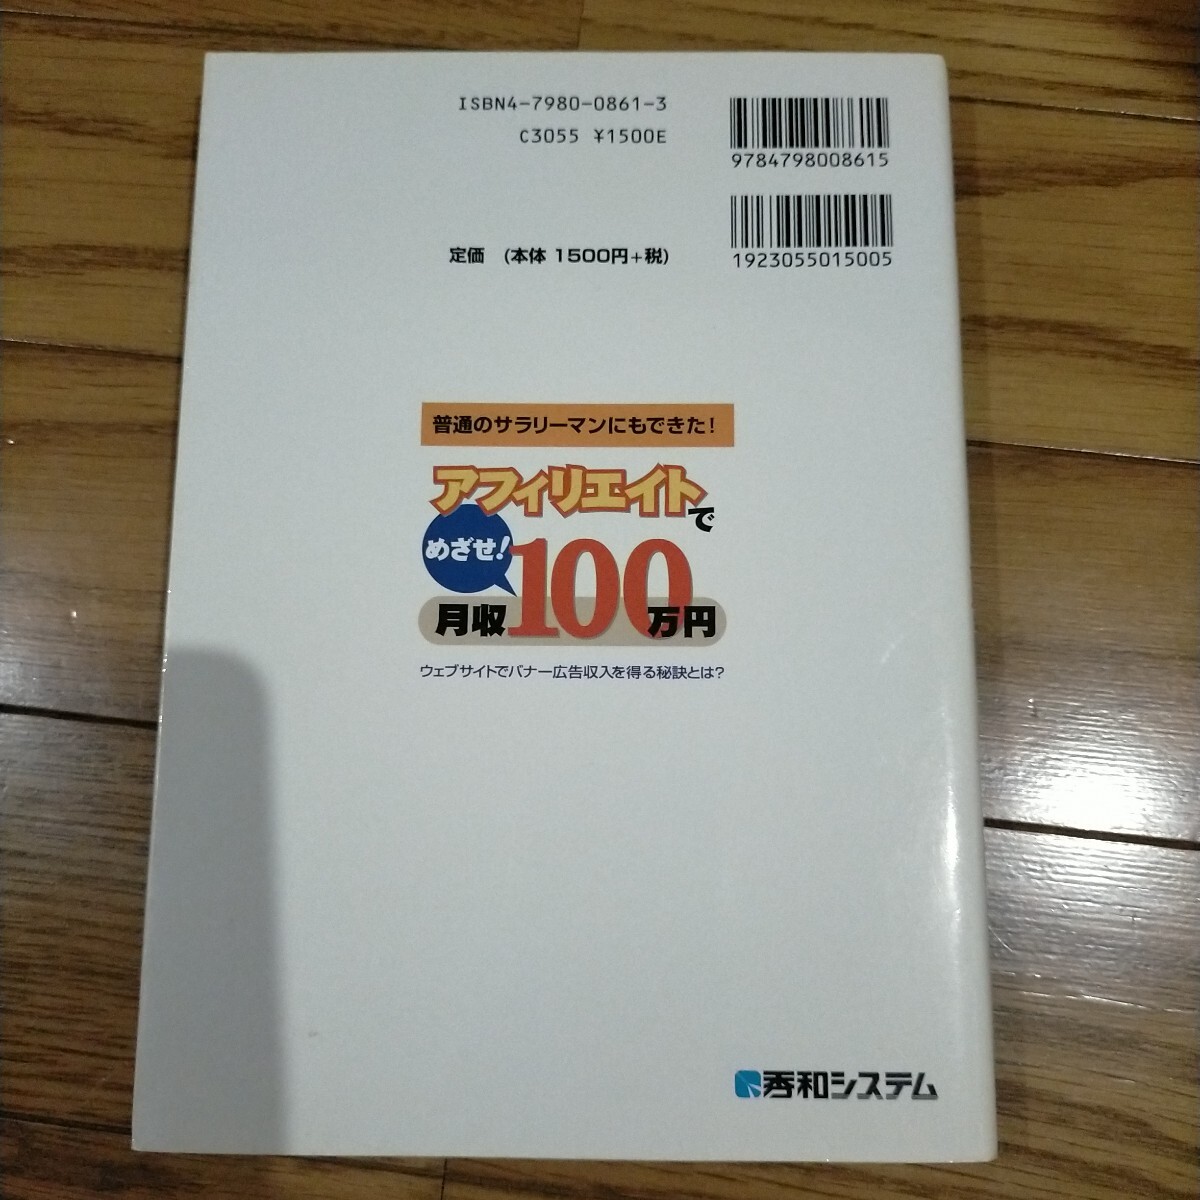 ISBN4-7980-0861-3
C3055 ¥1500E
9784798008615
定価 (本体 1500円+税)
1923055015005
普通のサラリーマンにもできた!
アフィリエイトで
めざせ!
月収100万円
ウェブサイトでバナー広告収入を得る秘訣とは?
秀和システム